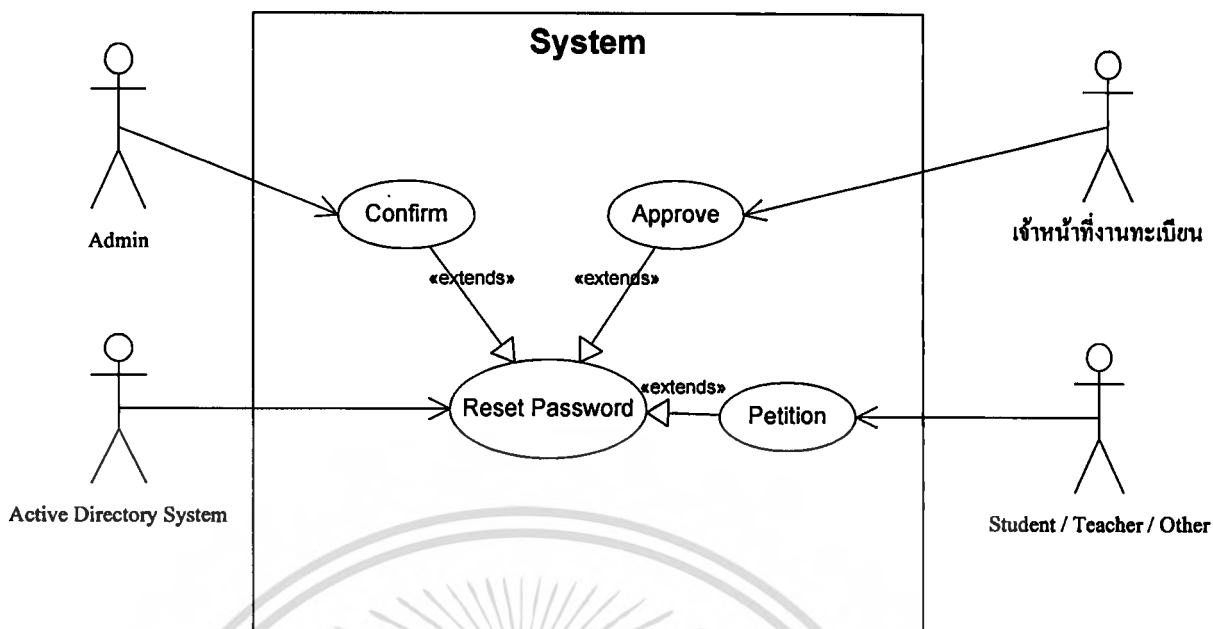 System
Confirm
Approve
Admin
เจ้าหน้าที่งานทะเบียน
«extends»
«extends»
Reset Password
«extends»
Petition
Active Directory System
Student / Teacher / Other